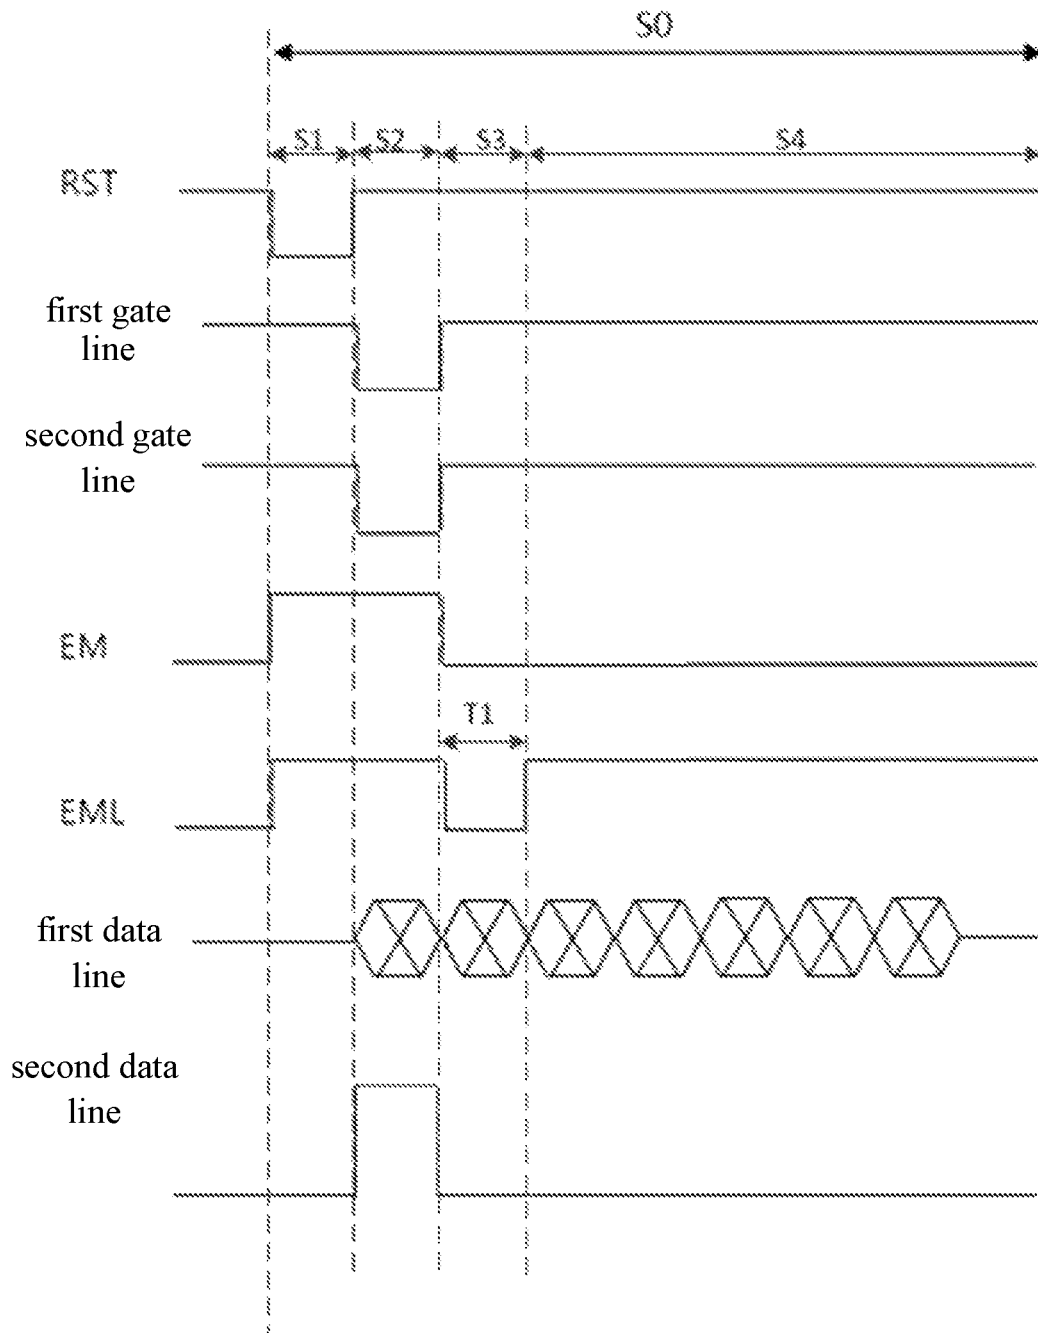 S0
S1 S2 S3 S4
RST
first gate
line
second gate
line
EM
T1
EML
first data
line
second data
line